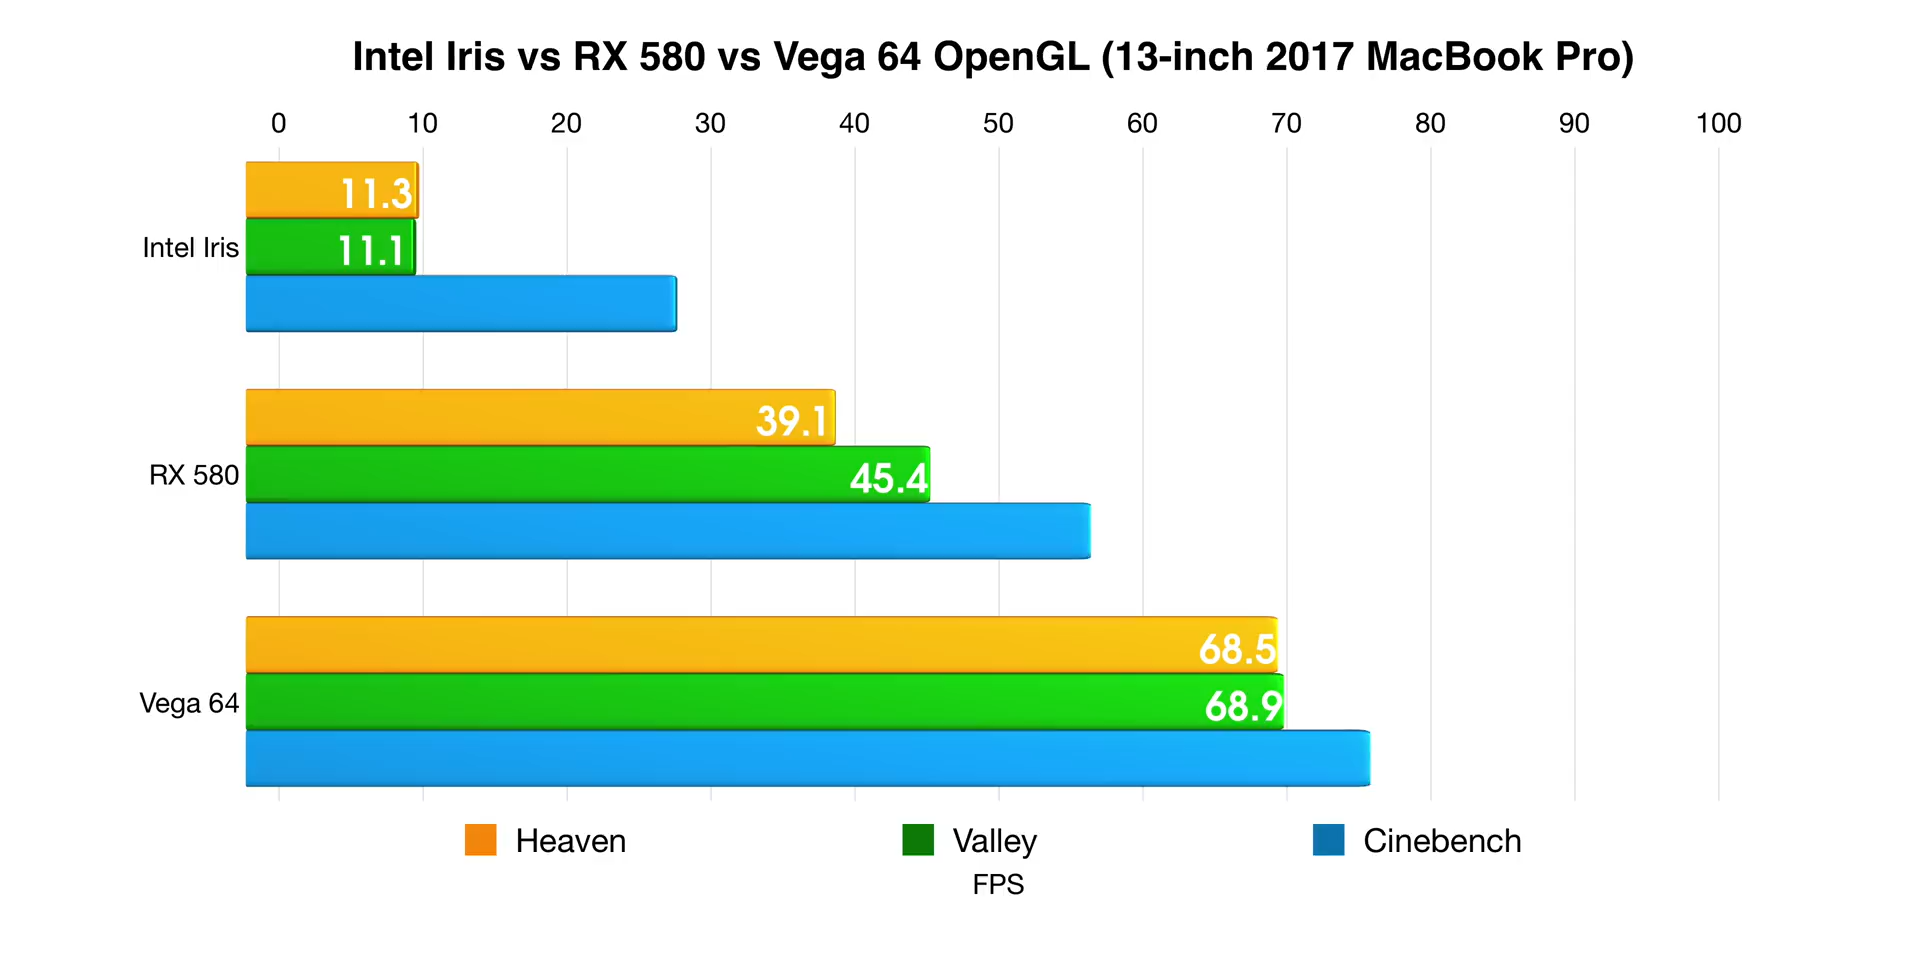 Intel Iris vs RX 580 vs Vega 64 OpenGL (13-inch 2017 MacBook Pro)
0 10 20 30 40 50 60 70 80 90 100
11.3
Intel Iris
11.1
39.1
RX 580
45.4
68.5
Vega 64
68.9
Heaven Valley Cinebench
FPS